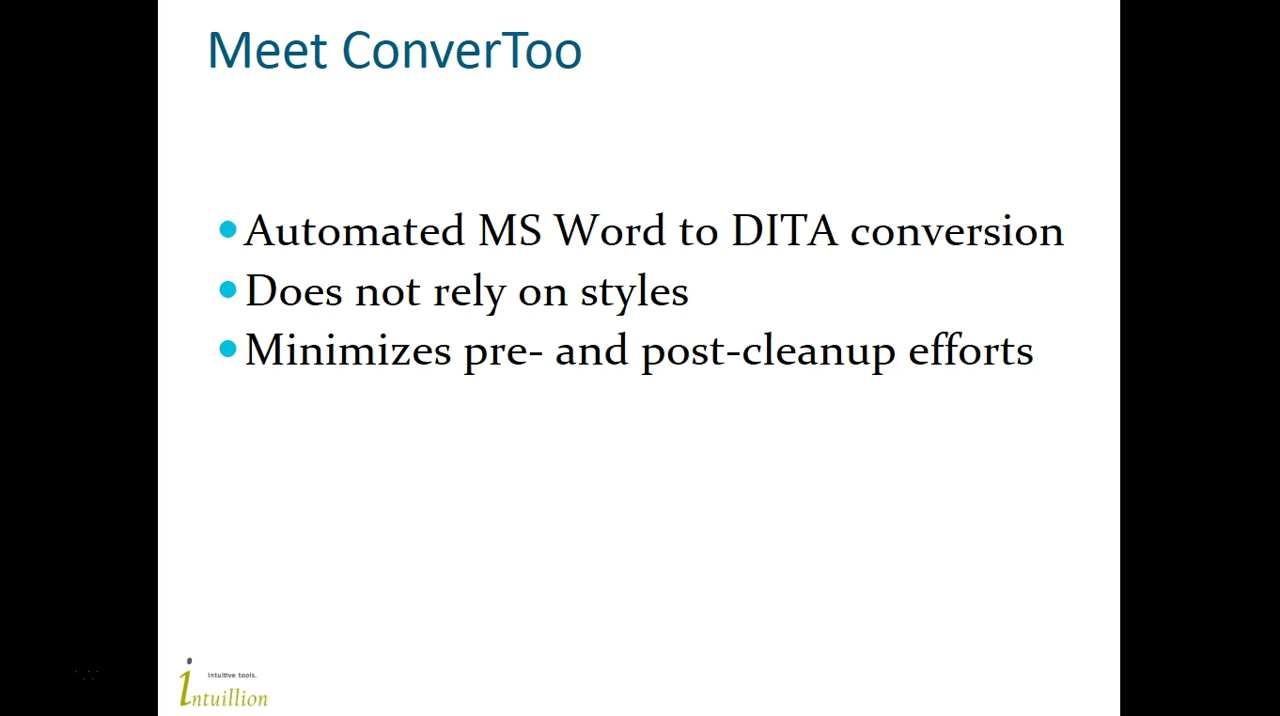 Meet ConverToo
Automated MS Word to DITA conversion
Does not rely on styles
Minimizes pre- and post-cleanup efforts
Intuitive tools.
intuillion